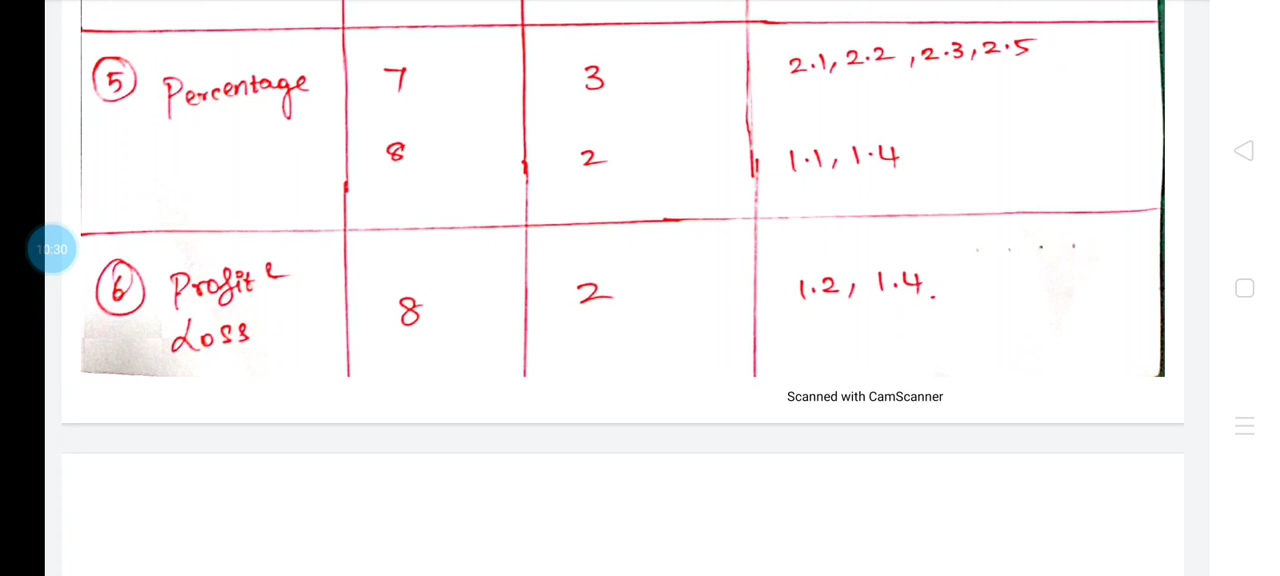 5 Percentage 7 3 2.1, 2.2, 2.3, 2.5
8 2 1.1, 1.4
10:30
6 Profit & 8 2 1.2, 1.4.
Loss
Scanned with CamScanner